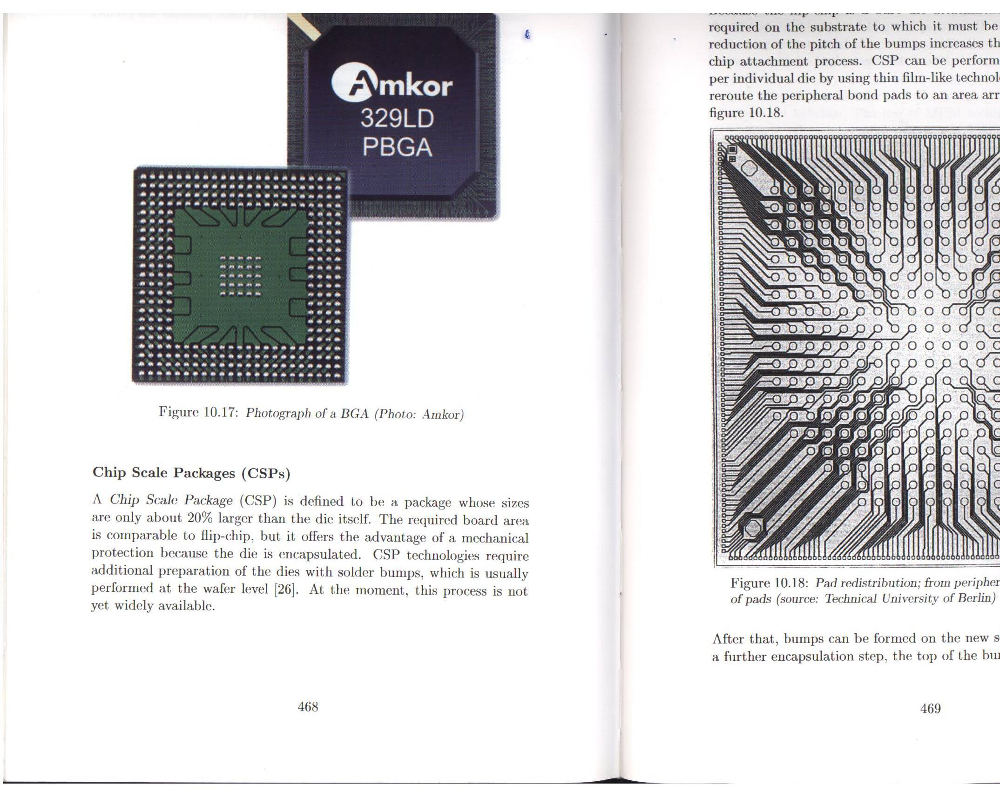 Amkor
329LD
PBGA
Figure 10.17: Photograph of a BGA (Photo: Amkor)
Chip Scale Packages (CSPs)
A Chip Scale Package (CSP) is defined to be a package whose sizes
are only about 20% larger than the die itself. The required board area
is comparable to flip-chip, but it offers the advantage of a mechanical
protection because the die is encapsulated. CSP technologies require
additional preparation of the dies with solder bumps, which is usually
performed at the wafer level [26]. At the moment, this process is not
yet widely available.
468
required on the substrate to which it must be
reduction of the pitch of the bumps increases th
chip attachment process. CSP can be perform
per individual die by using thin film-like technol
reroute the peripheral bond pads to an area arr
figure 10.18.
Figure 10.18: Pad redistribution; from peripher
of pads (source: Technical University of Berlin)
After that, bumps can be formed on the new s
a further encapsulation step, the top of the bu
469